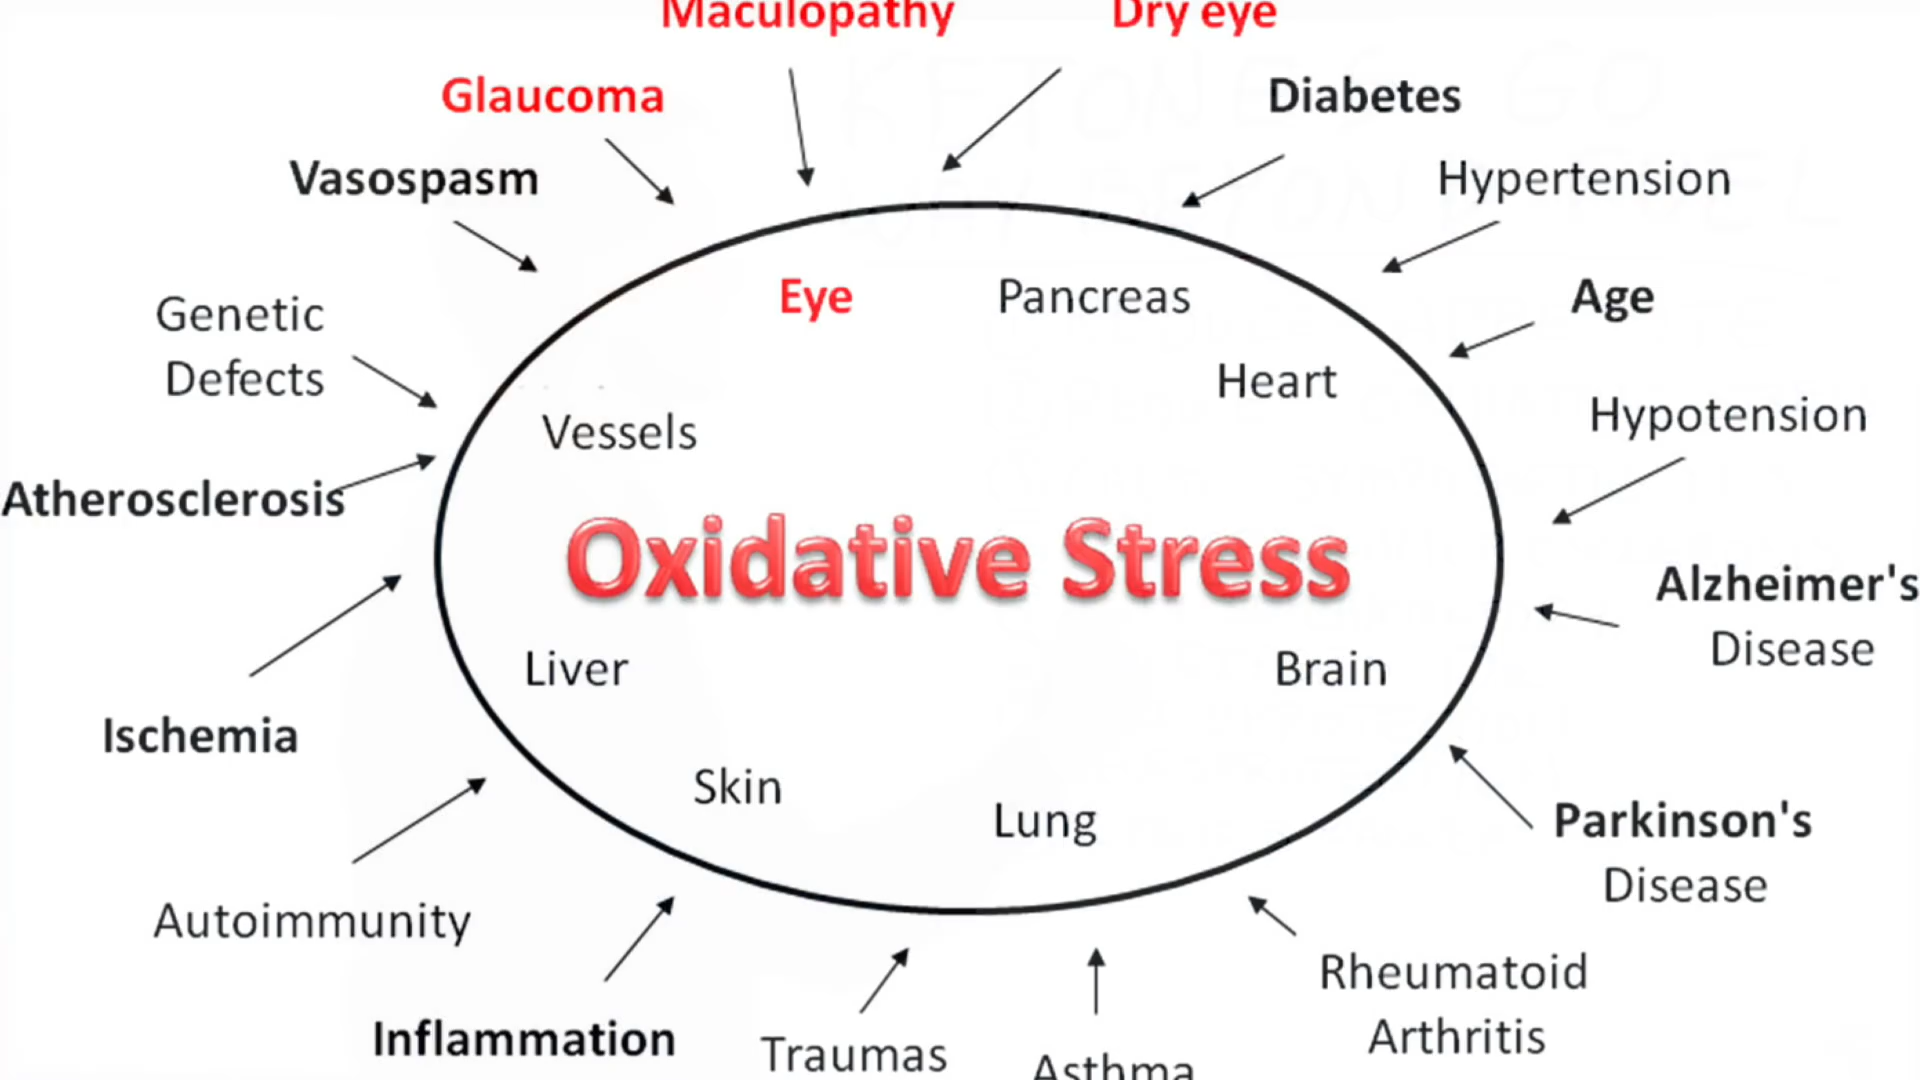 Maculopathy
Dry eye
Glaucoma
Diabetes
Vasospasm
Hypertension
Eye
Pancreas
Age
Genetic
Defects
Heart
Hypotension
Vessels
Atherosclerosis
Oxidative Stress
Alzheimer's
Disease
Liver
Brain
Ischemia
Skin
Lung
Parkinson's
Disease
Autoimmunity
Rheumatoid
Arthritis
Inflammation
Traumas
Asthma